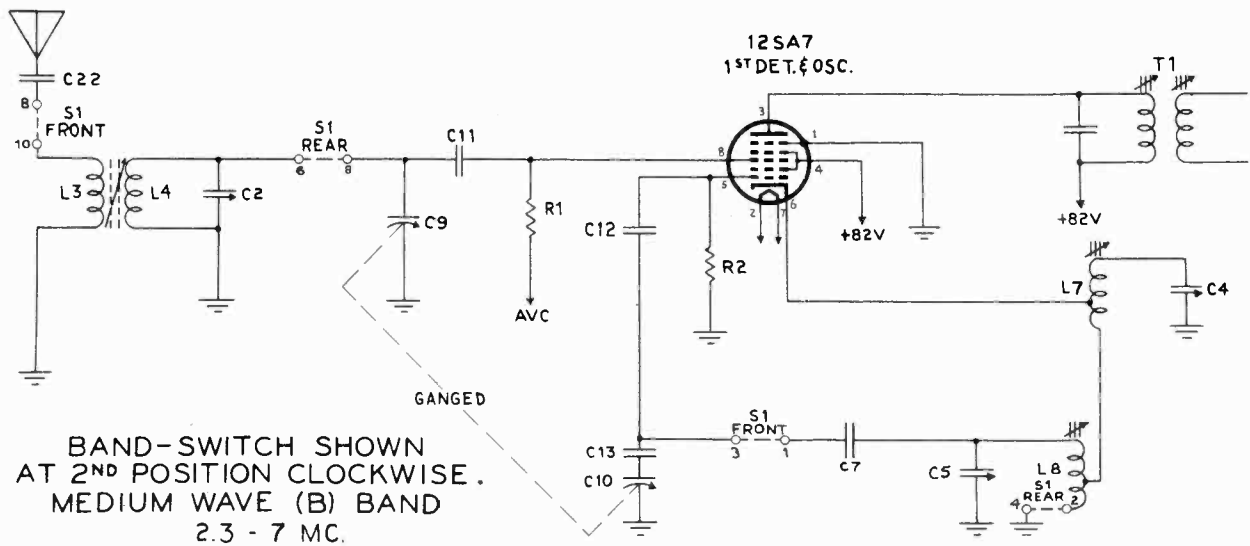 12SA7
1ST DET. & OSC.
T1
C22
8
S1
FRONT
10
L3
L4
C2
S1
REAR
6
8
C9
C11
R1
AVC
C12
R2
3
1
8
4
5
6
2
7
+82V
+82V
L7
C4
GANGED
S1
FRONT
3
1
C13
C10
C7
C5
L8
S1
REAR
4
2
BAND-SWITCH SHOWN
AT 2ND POSITION CLOCKWISE.
MEDIUM WAVE (B) BAND
2.3 - 7 MC.